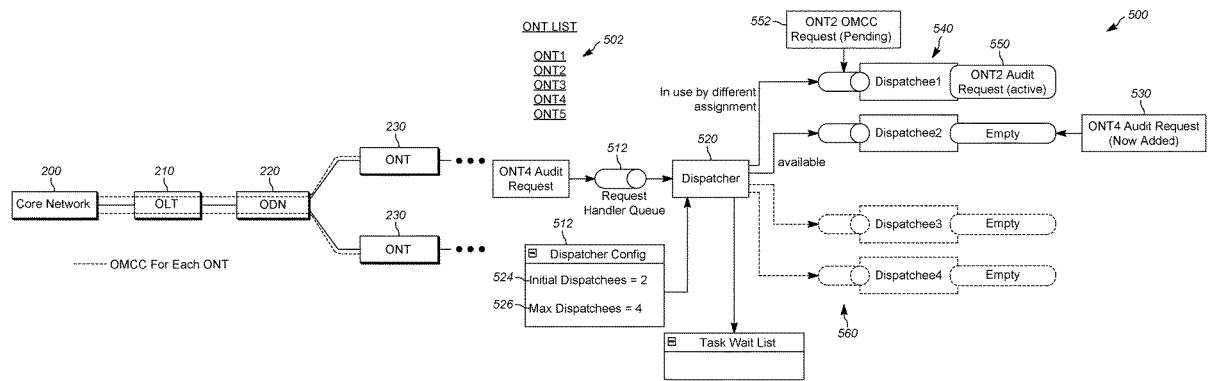 ONT LIST
502
ONT1
ONT2
ONT3
ONT4
ONT5
552
ONT2 OMCC
Request (Pending)
540
500
550
Dispatchee1
ONT2 Audit
Request (active)
In use by different
assignment
530
Dispatchee2
Empty
ONT4 Audit Request
(Now Added)
available
230
ONT
ONT4 Audit
Request
512
Request
Handler Queue
520
Dispatcher
200
Core Network
210
OLT
220
ODN
230
ONT
OMCC For Each ONT
512
Dispatcher Config
524
Initial Dispatchees = 2
526
Max Dispatchees = 4
Dispatchee3
Empty
Dispatchee4
Empty
560
Task Wait List